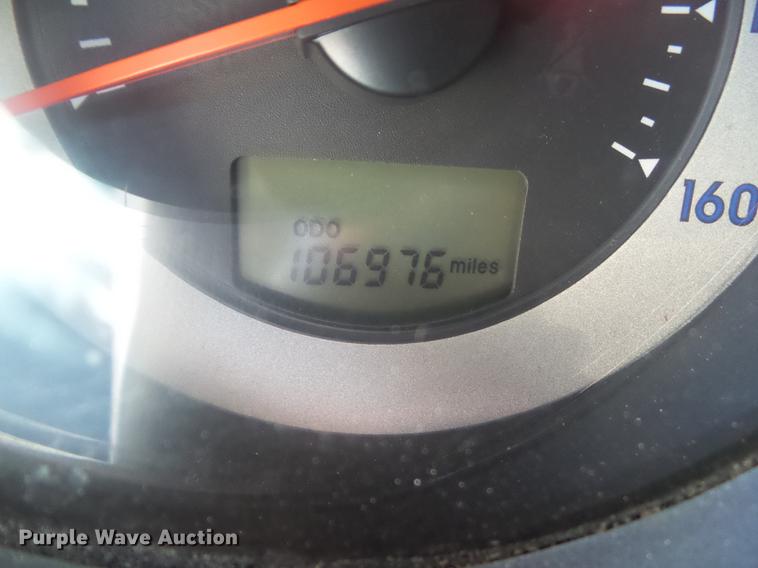 160
ODO
106976 miles
Purple Wave Auction